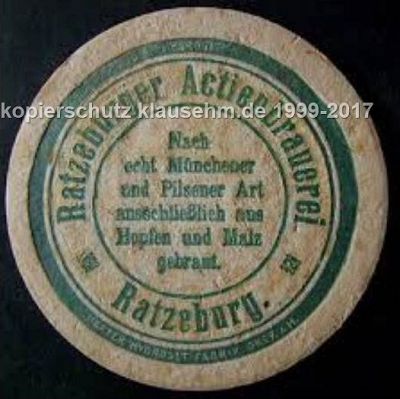 kopierschutz klausehm.de 1999-2017
Ratzeburger Actienbrauerei.
Nach
echt Münchener
und Pilsener Art
ausschließlich aus
Hopfen und Malz
gebraut.
Ratzeburg.